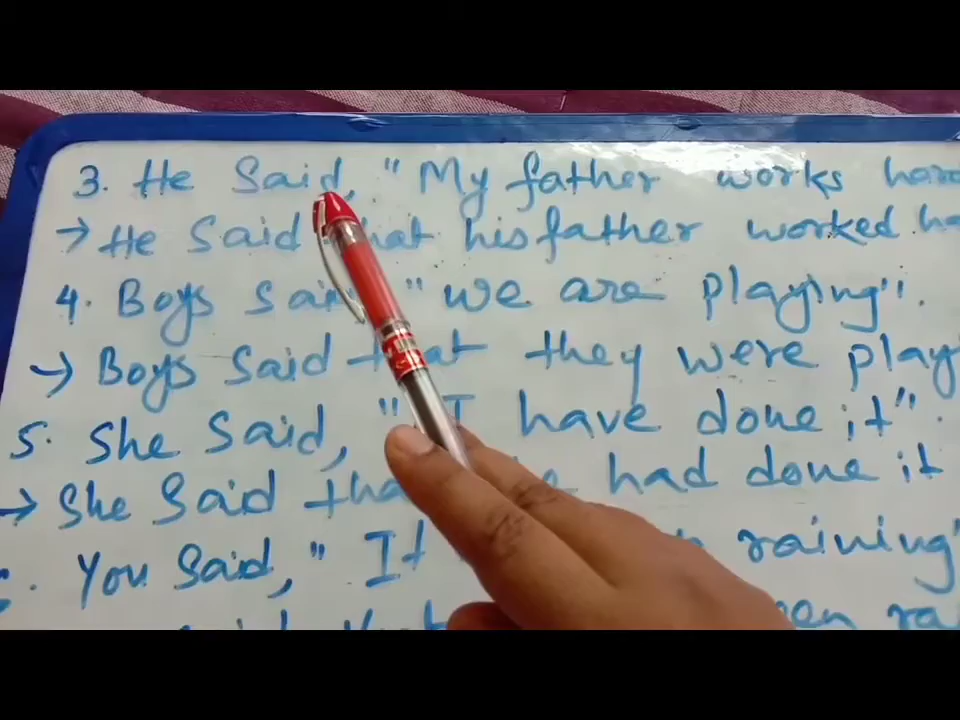 3. He Said, "My father works
→ He Said his father worked
4. Boys "we are playing".
→ Boys Said they were
5. She Said, "I have done it".
→ She Said had done it
You Said, "It raining"